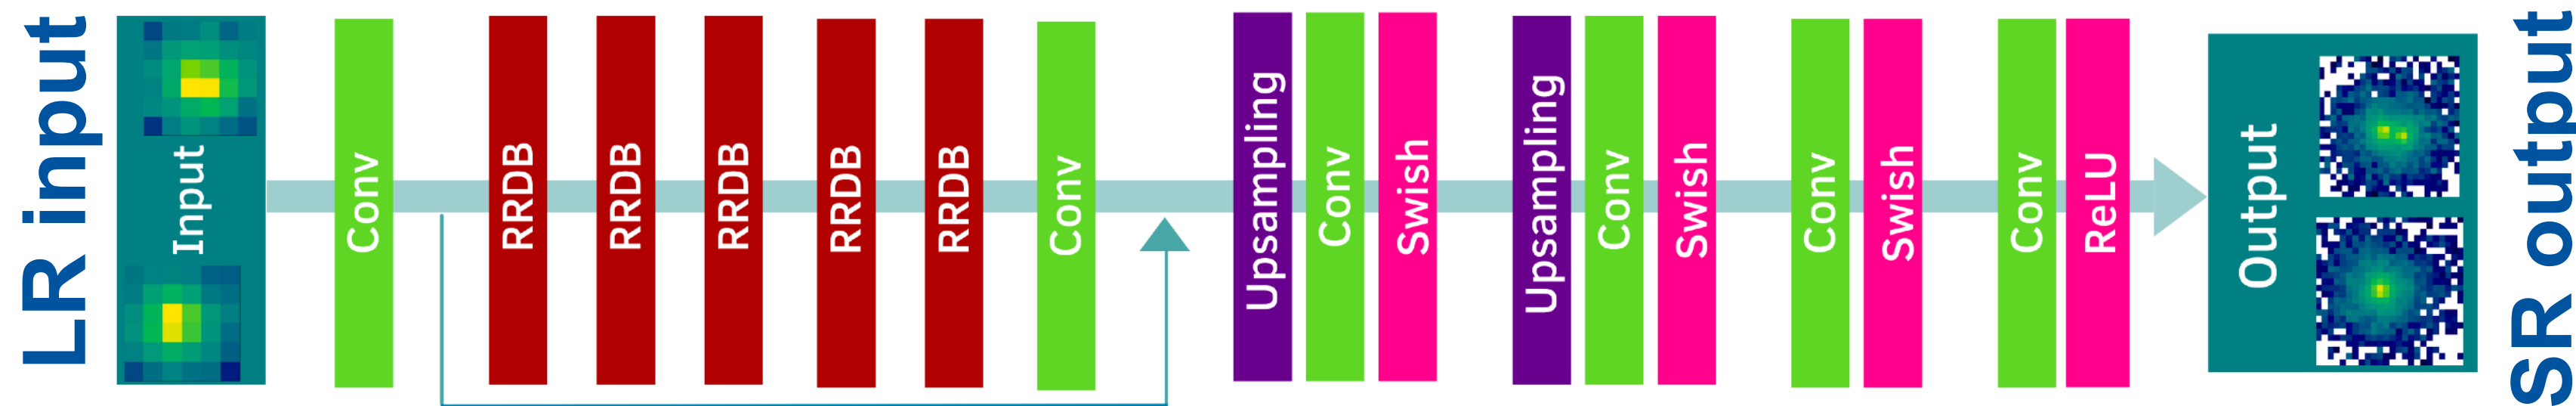 LR input
Input
Conv
RRDB
RRDB
RRDB
RRDB
RRDB
Conv
Upsampling
Conv
Swish
Upsampling
Conv
Swish
Conv
Swish
Conv
ReLU
Output
SR output